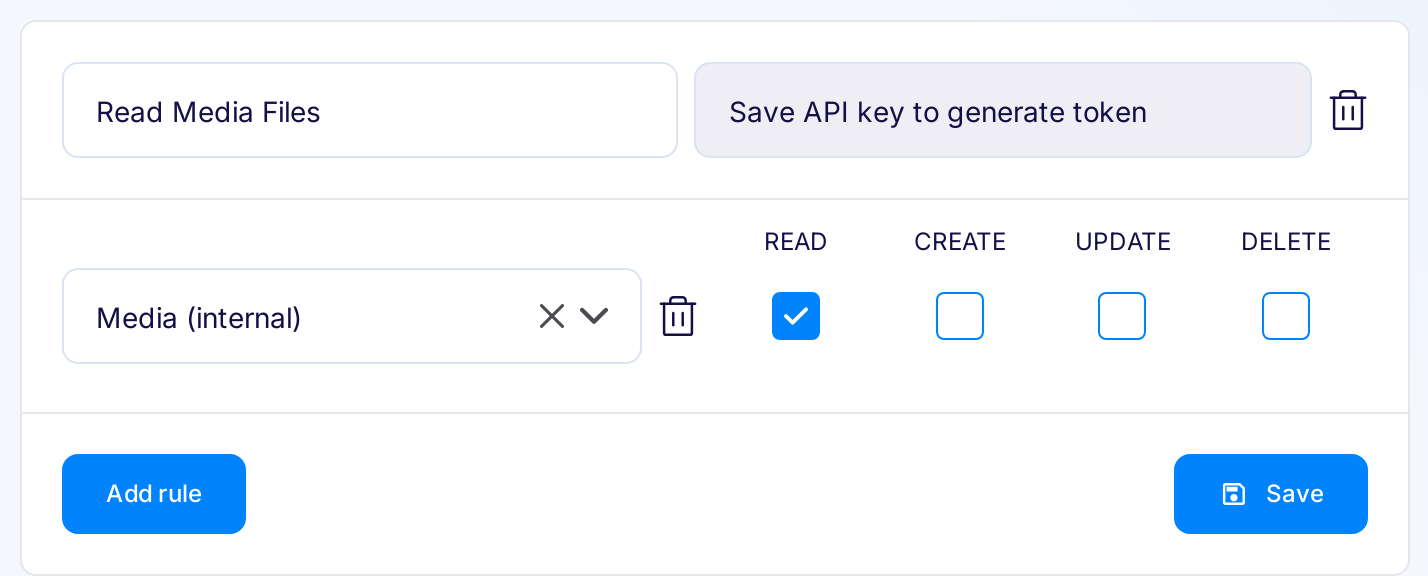 Read Media Files
Save API key to generate token
READ CREATE UPDATE DELETE
Media (internal)
Add rule
Save